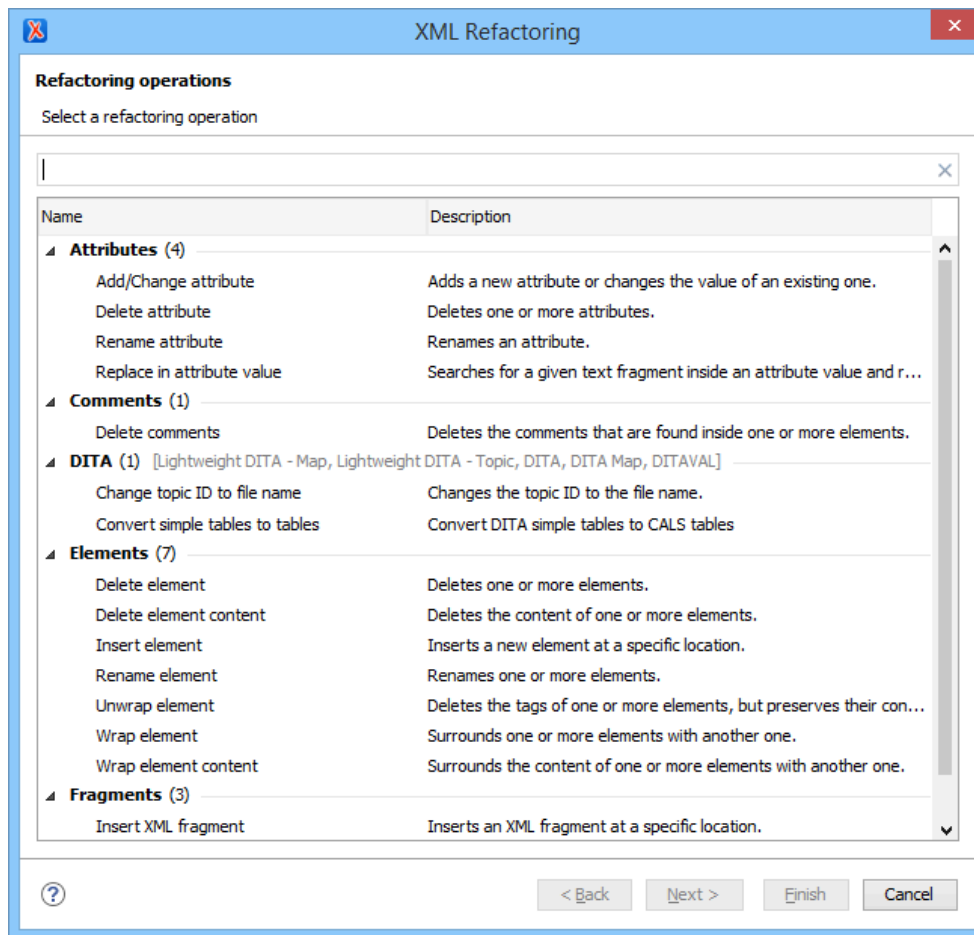 XML Refactoring
Refactoring operations
Select a refactoring operation
Name Description
Attributes (4)
Add/Change attribute Adds a new attribute or changes the value of an existing one.
Delete attribute Deletes one or more attributes.
Rename attribute Renames an attribute.
Replace in attribute value Searches for a given text fragment inside an attribute value and r...
Comments (1)
Delete comments Deletes the comments that are found inside one or more elements.
DITA (1) [Lightweight DITA - Map, Lightweight DITA - Topic, DITA, DITA Map, DITAVAL]
Change topic ID to file name Changes the topic ID to the file name.
Convert simple tables to tables Convert DITA simple tables to CALS tables
Elements (7)
Delete element Deletes one or more elements.
Delete element content Deletes the content of one or more elements.
Insert element Inserts a new element at a specific location.
Rename element Renames one or more elements.
Unwrap element Deletes the tags of one or more elements, but preserves their con...
Wrap element Surrounds one or more elements with another one.
Wrap element content Surrounds the content of one or more elements with another one.
Fragments (3)
Insert XML fragment Inserts an XML fragment at a specific location.
? < Back Next > Finish Cancel